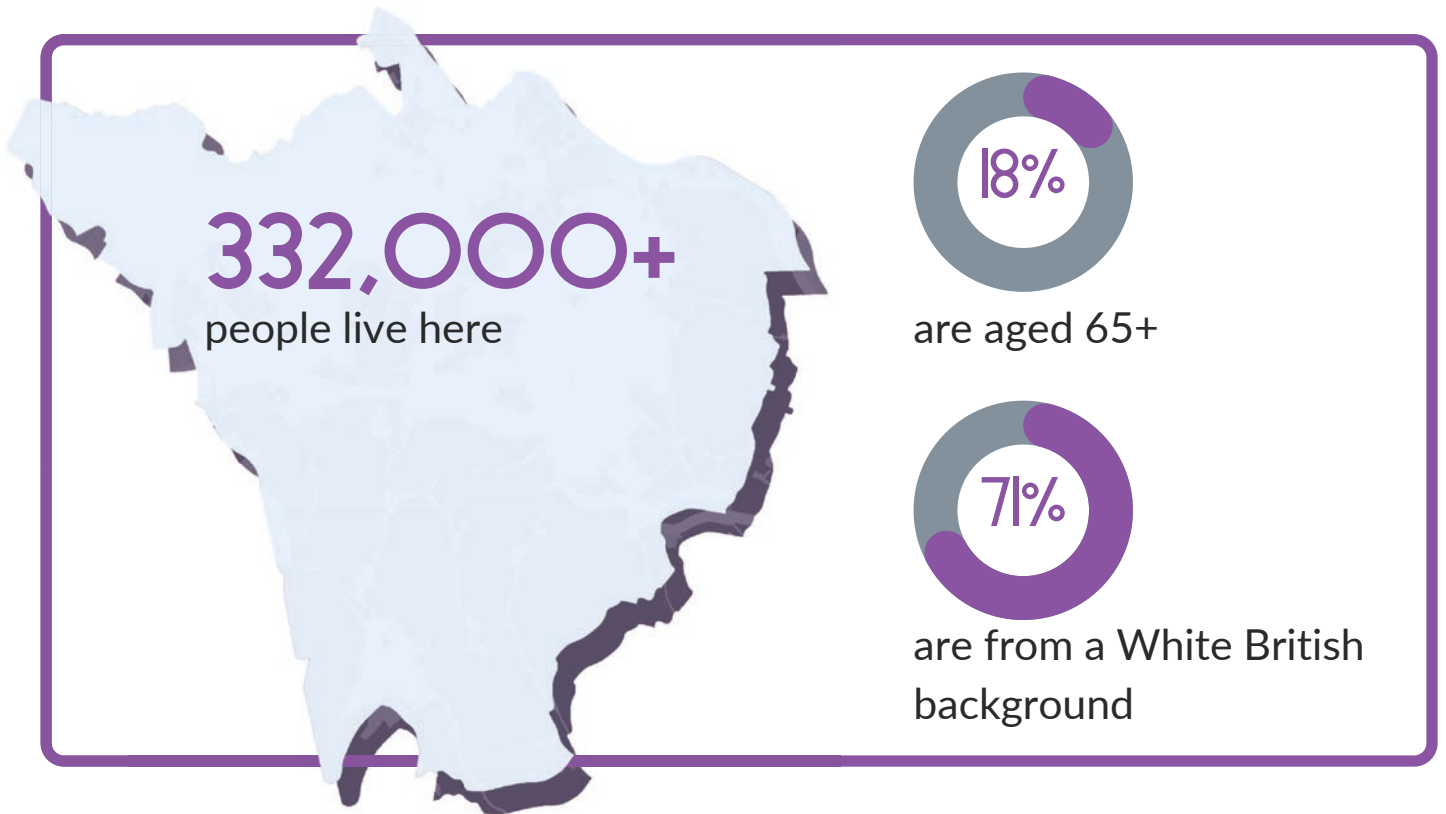 332,000+
people live here
18%
are aged 65+
71%
are from a White British
background